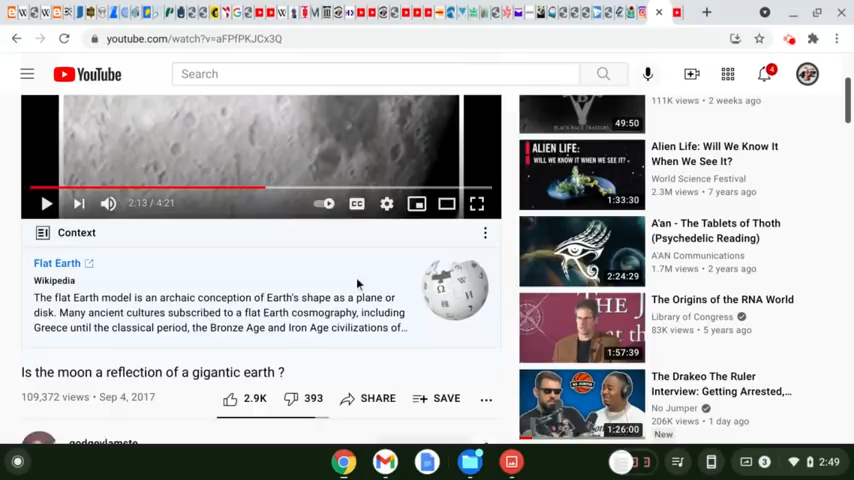 youtube.com/watch?v=aFPfPKJCx3Q
YouTube
Search
4
2:13 / 4:21
Context
Flat Earth
Wikipedia
The flat Earth model is an archaic conception of Earth's shape as a plane or
disk. Many ancient cultures subscribed to a flat Earth cosmography, including
Greece until the classical period, the Bronze Age and Iron Age civilizations of...
Is the moon a reflection of a gigantic earth ?
109,372 views • Sep 4, 2017
2.9K
393
SHARE
SAVE
49:50
111K views • 2 weeks ago
ALIEN LIFE:
WILL WE KNOW IT WHEN WE SEE IT?
1:33:30
Alien Life: Will We Know It
When We See It?
World Science Festival
2.3M views • 7 years ago
2:24:29
A'an - The Tablets of Thoth
(Psychedelic Reading)
A'AN Communications
1.7M views • 2 years ago
1:57:39
The Origins of the RNA World
Library of Congress
83K views • 5 years ago
NO JUMPER
1:26:00
The Drakeo The Ruler
Interview: Getting Arrested,...
No Jumper
206K views • 1 day ago
New
3
2:49